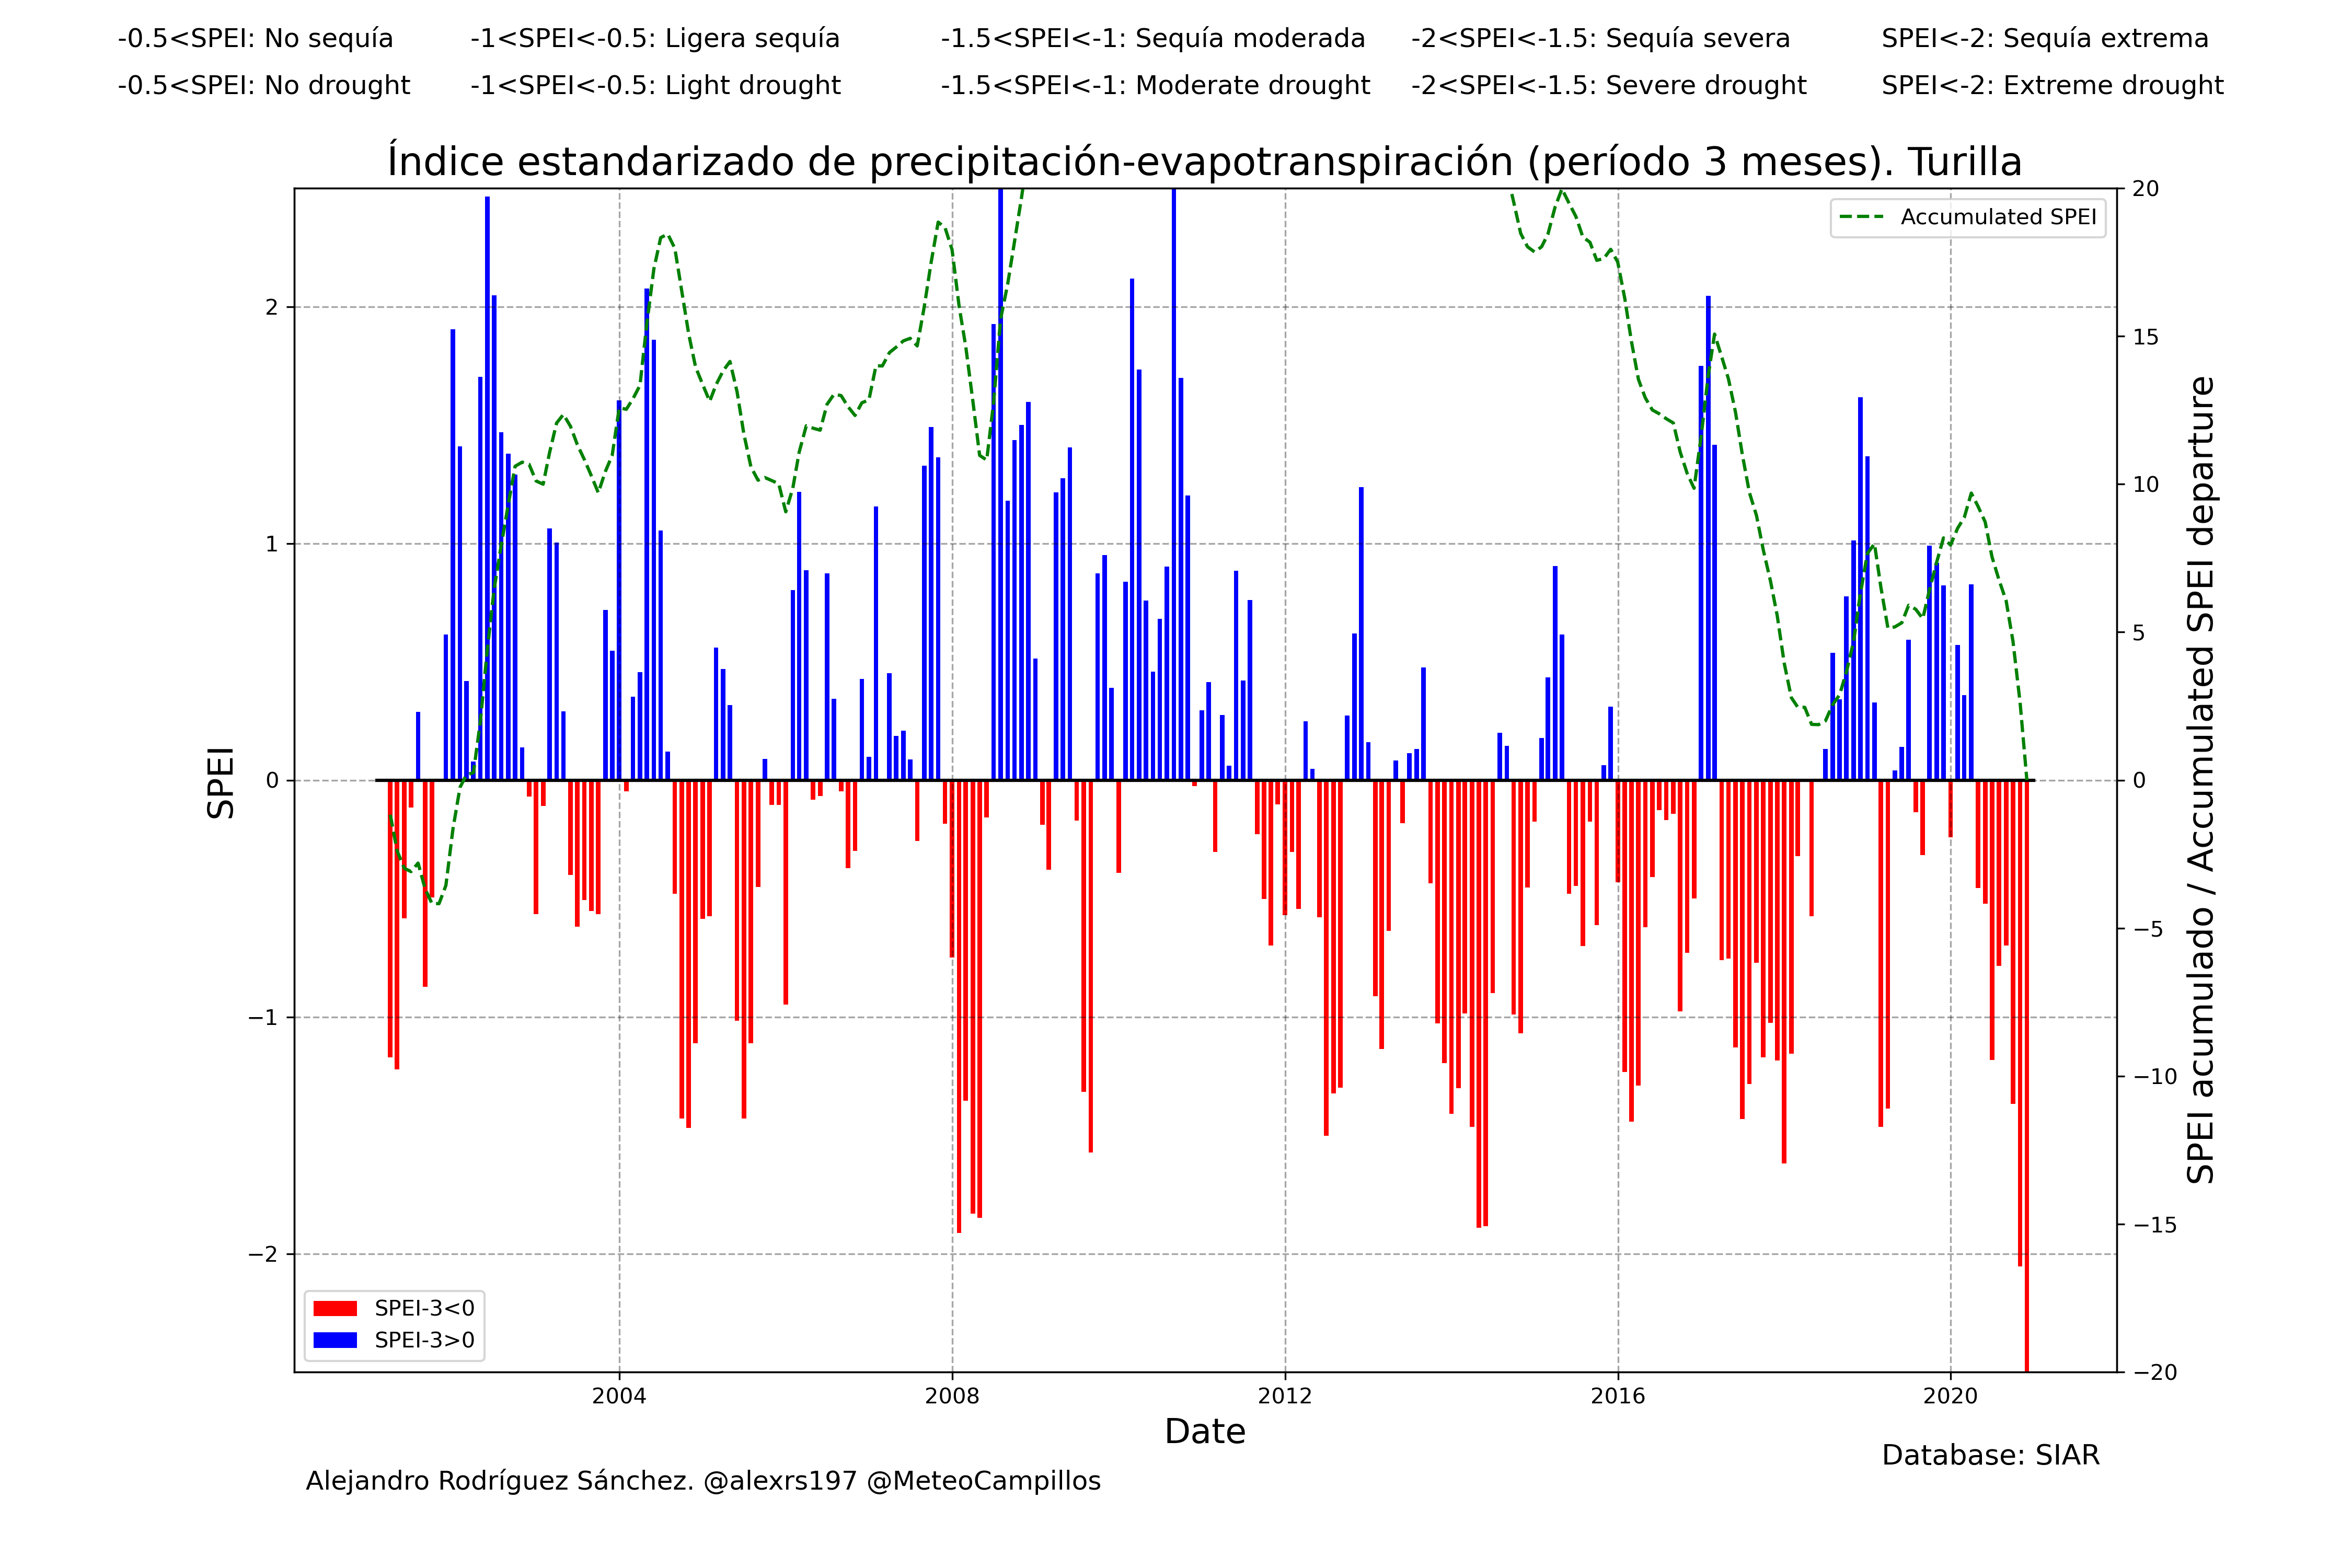 -0.5<SPEI: No sequía -1<SPEI<-0.5: Ligera sequía -1.5<SPEI<-1: Sequía moderada -2<SPEI<-1.5: Sequía severa SPEI<-2: Sequía extrema
-0.5<SPEI: No drought -1<SPEI<-0.5: Light drought -1.5<SPEI<-1: Moderate drought -2<SPEI<-1.5: Severe drought SPEI<-2: Extreme drought
Índice estandarizado de precipitación-evapotranspiración (período 3 meses). Turilla
Accumulated SPEI
SPEI
2
1
0
−1
−2
20
15
10
5
0
−5
−10
−15
−20
SPEI acumulado / Accumulated SPEI departure
SPEI-3<0
SPEI-3>0
2004 2008 2012 2016 2020
Date
Database: SIAR
Alejandro Rodríguez Sánchez. @alexrs197 @MeteoCampillos